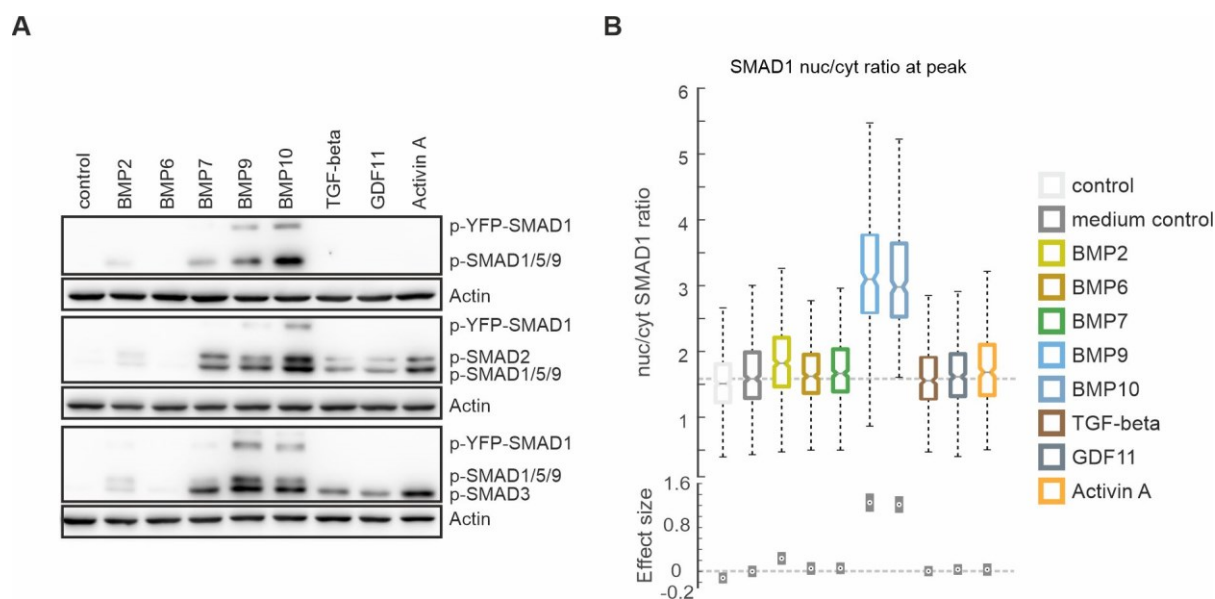 A
control
BMP2
BMP6
BMP7
BMP9
BMP10
TGF-beta
GDF11
Activin A
p-YFP-SMAD1
p-SMAD1/5/9
Actin
p-YFP-SMAD1
p-SMAD2
p-SMAD1/5/9
Actin
p-YFP-SMAD1
p-SMAD1/5/9
p-SMAD3
Actin
B
SMAD1 nuc/cyt ratio at peak
nuc/cyt SMAD1 ratio
6
5
4
3
2
1
Effect size
1.6
0.8
0
-0.2
control
medium control
BMP2
BMP6
BMP7
BMP9
BMP10
TGF-beta
GDF11
Activin A